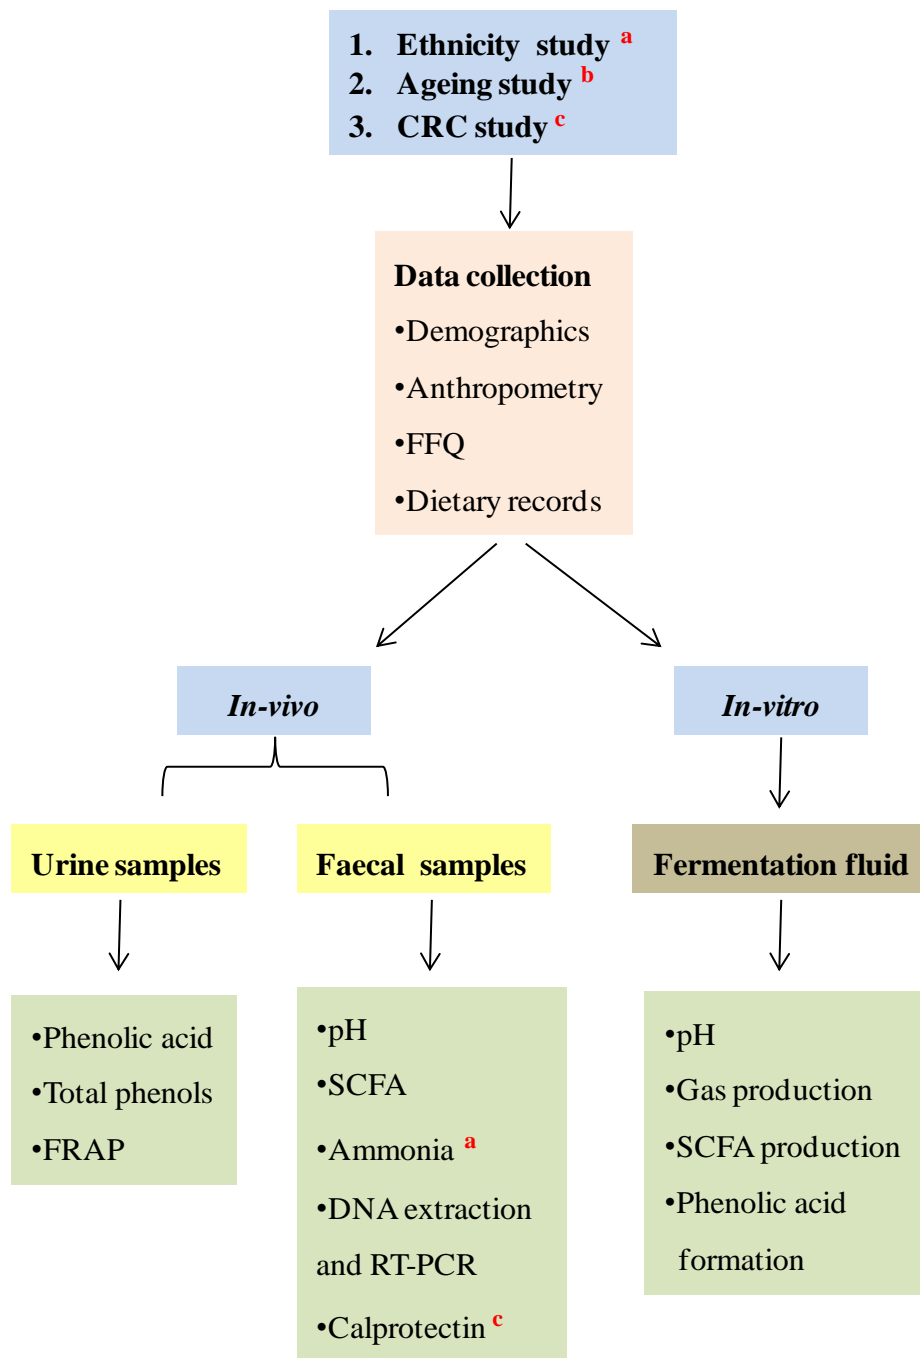 1. Ethnicity study a
2. Ageing study b
3. CRC study c
Data collection
•Demographics
•Anthropometry
•FFQ
•Dietary records
In-vivo
In-vitro
Urine samples
Faecal samples
Fermentation fluid
•Phenolic acid
•Total phenols
•FRAP
•pH
•SCFA
•Ammonia a
•DNA extraction
and RT-PCR
•Calprotectin c
•pH
•Gas production
•SCFA production
•Phenolic acid
formation